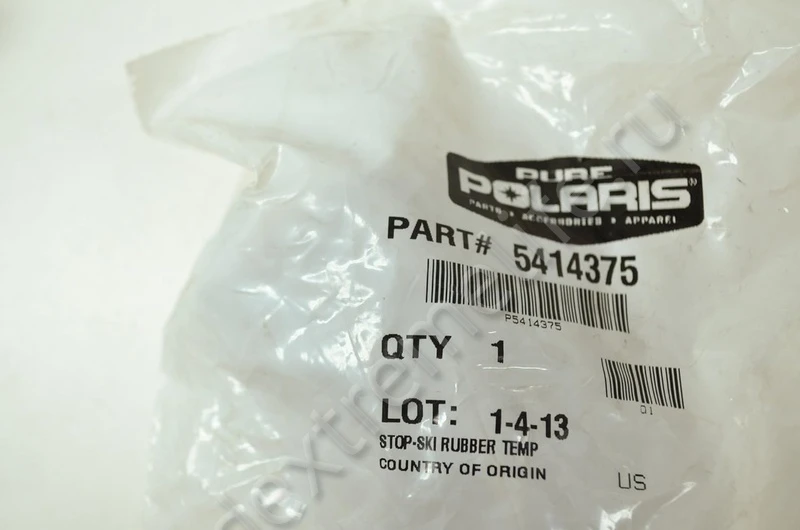 PURE
POLARIS®
PARTS • ACCESSORIES • APPAREL
PART# 5414375
P5414375
QTY 1
Q1
LOT: 1-4-13
STOP-SKI RUBBER TEMP
COUNTRY OF ORIGIN US